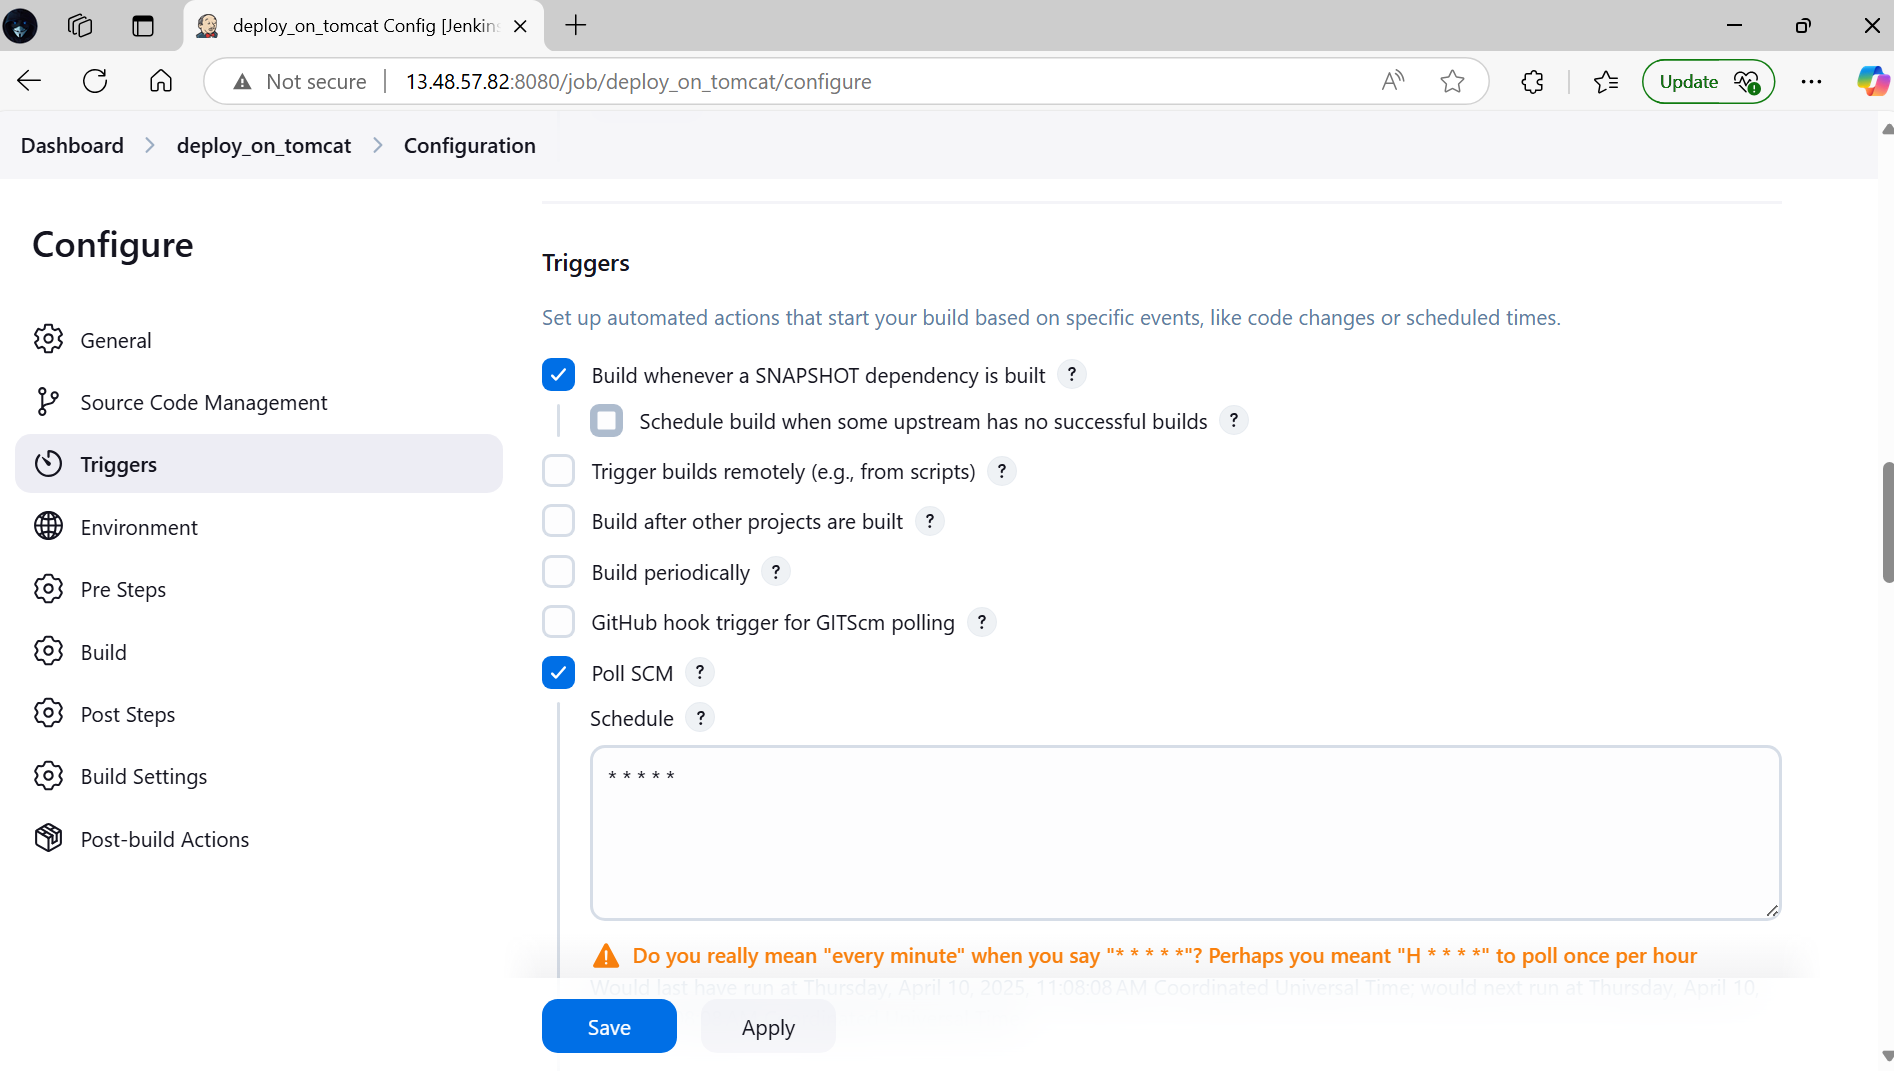 deploy_on_tomcat Config [Jenkins
Not secure
13.48.57.82:8080/job/deploy_on_tomcat/configure
A
Update
Dashboard
deploy_on_tomcat
Configuration
Configure
General
Source Code Management
Triggers
Environment
Pre Steps
Build
Post Steps
Build Settings
Post-build Actions
Triggers
Set up automated actions that start your build based on specific events, like code changes or scheduled times.
Build whenever a SNAPSHOT dependency is built ?
Schedule build when some upstream has no successful builds ?
Trigger builds remotely (e.g., from scripts) ?
Build after other projects are built ?
Build periodically ?
GitHub hook trigger for GITScm polling ?
Poll SCM ?
Schedule ?
* * * * *
Do you really mean "every minute" when you say "* * * * *"? Perhaps you meant "H * * * *" to poll once per hour
Would last have run at Thursday, April 10, 2025, 11:08:08 AM Coordinated Universal Time; would next run at Thursday, April 10,
Save
Apply